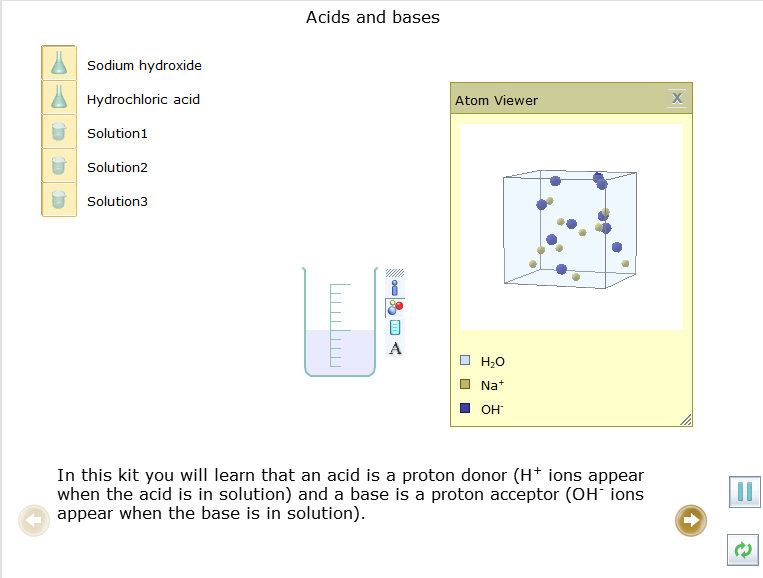 Acids and bases
Sodium hydroxide
Hydrochloric acid
Solution1
Solution2
Solution3
Atom Viewer
X
A
H₂O
Na⁺
OH⁻
In this kit you will learn that an acid is a proton donor (H⁺ ions appear
when the acid is in solution) and a base is a proton acceptor (OH⁻ ions
appear when the base is in solution).